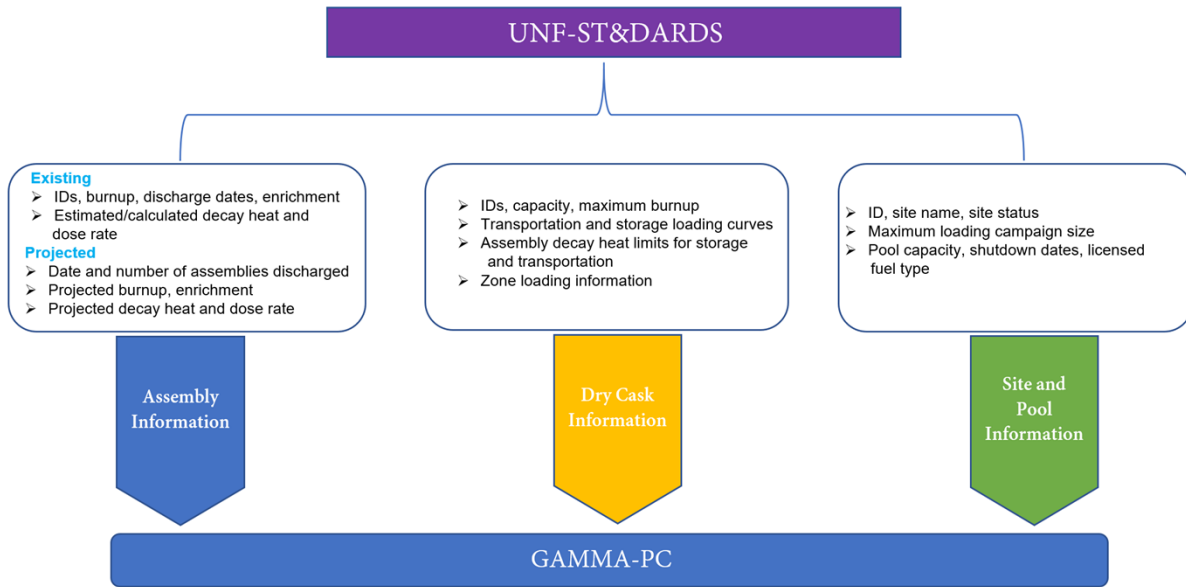 UNF-ST&DARDS
Existing
➢ IDs, burnup, discharge dates, enrichment
➢ Estimated/calculated decay heat and
dose rate
Projected
➢ Date and number of assemblies discharged
➢ Projected burnup, enrichment
➢ Projected decay heat and dose rate
➢ IDs, capacity, maximum burnup
➢ Transportation and storage loading curves
➢ Assembly decay heat limits for storage
and transportation
➢ Zone loading information
➢ ID, site name, site status
➢ Maximum loading campaign size
➢ Pool capacity, shutdown dates, licensed
fuel type
Assembly
Information
Dry Cask
Information
Site and
Pool
Information
GAMMA-PC